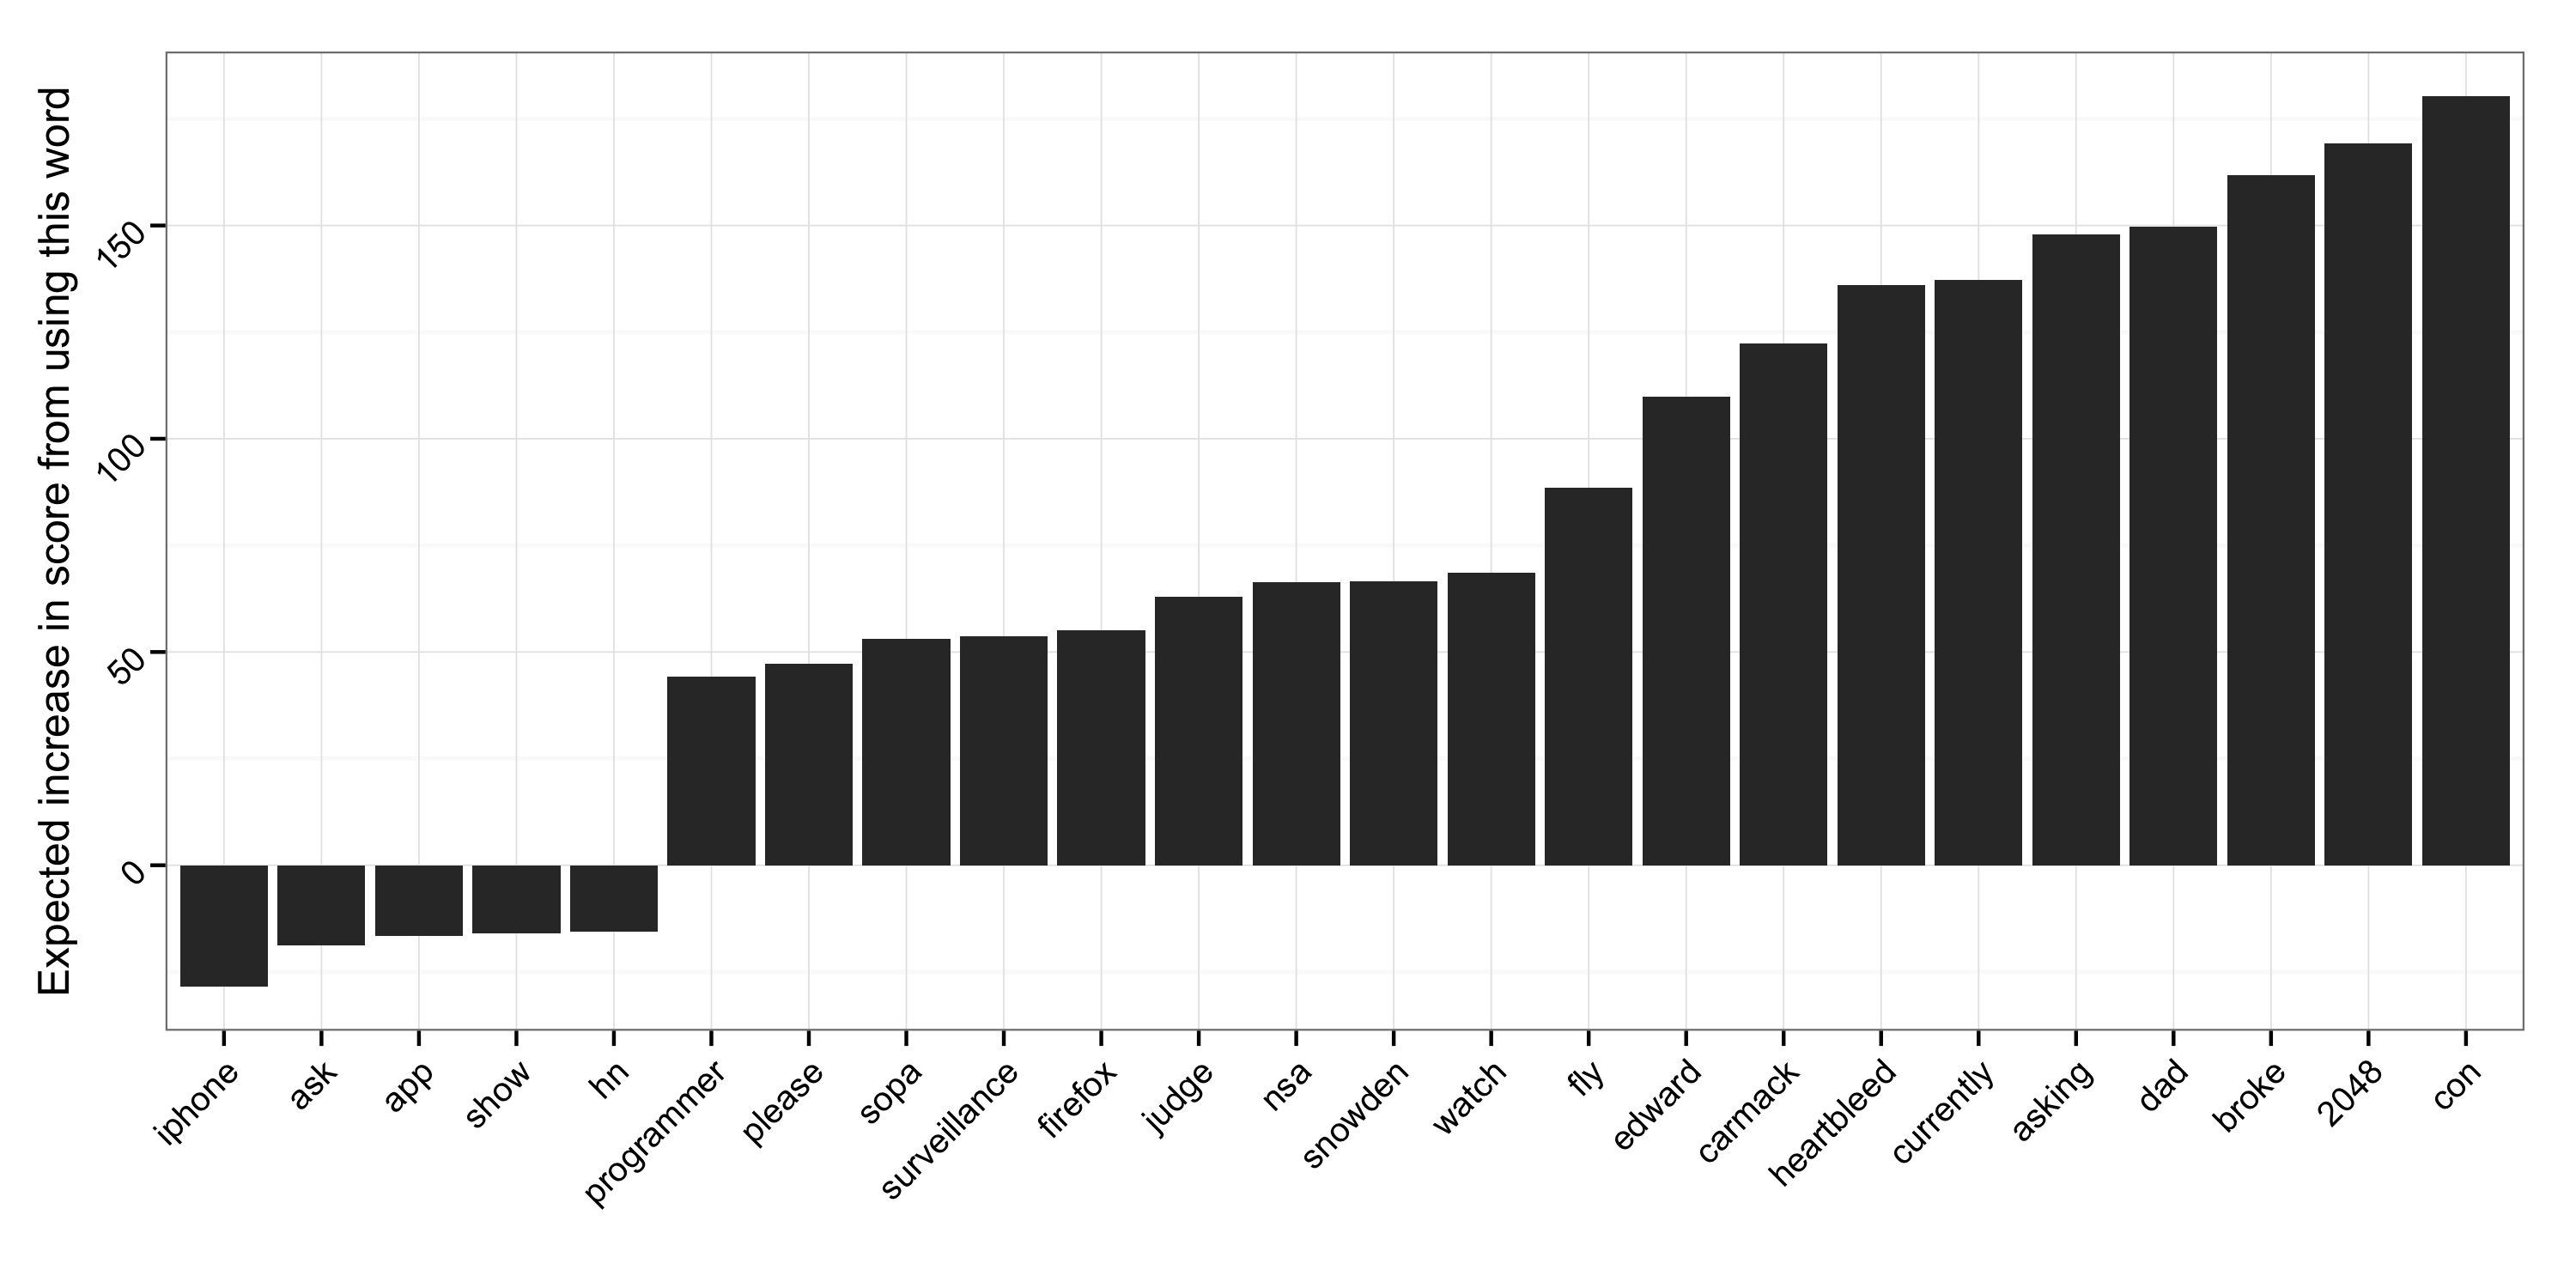 Expected increase in score from using this word
150
100
50
0
iphone
ask
app
show
hn
programmer
please
sopa
surveillance
firefox
judge
nsa
snowden
watch
fly
edward
carmack
heartbleed
currently
asking
dad
broke
2048
con